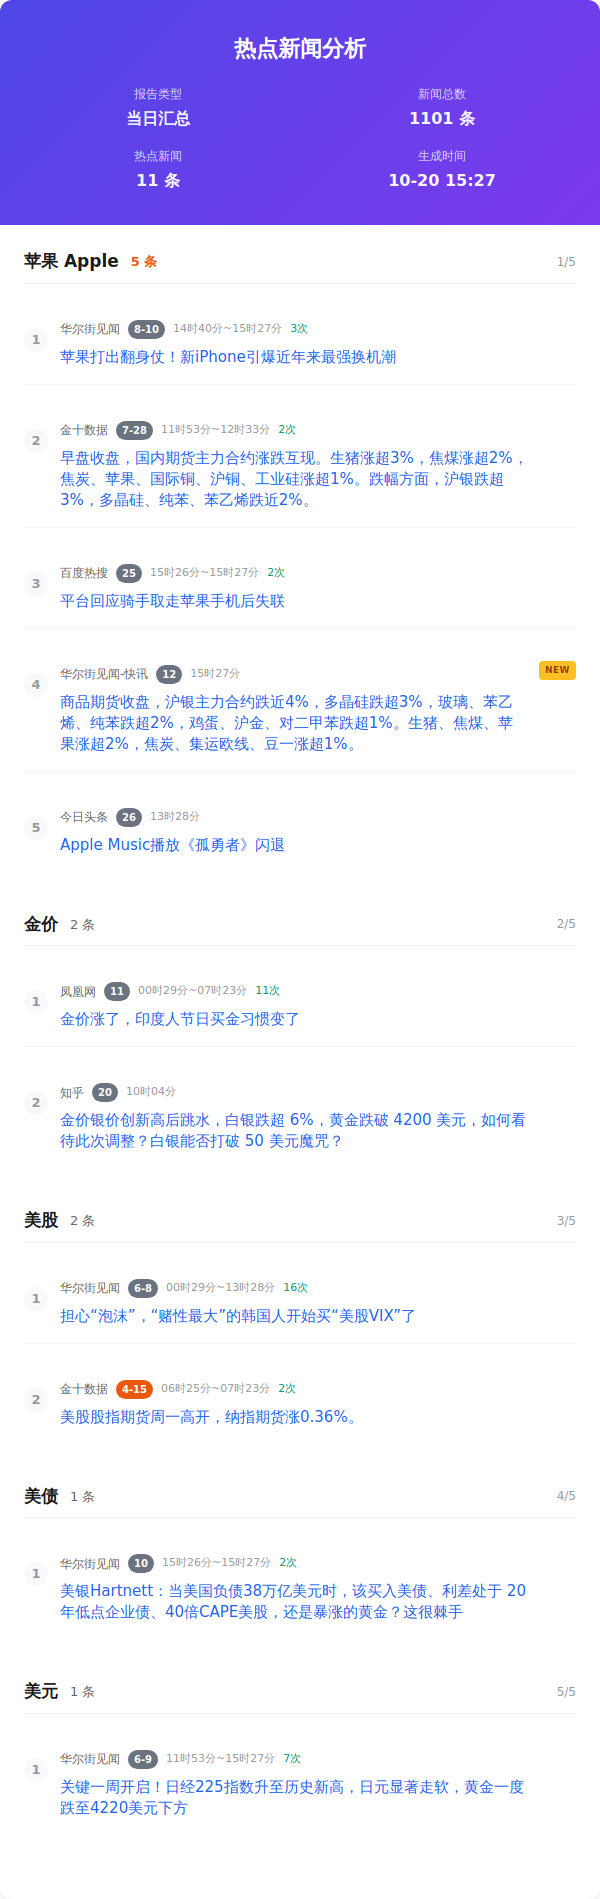 热点新闻分析
报告类型
当日汇总
新闻总数
1101 条
热点新闻
11 条
生成时间
10-20 15:27
苹果 Apple 5 条 1/5
1
华尔街见闻 8-10 14时40分~15时27分 3次
苹果打出翻身仗！新iPhone引爆近年来最强换机潮
2
金十数据 7-28 11时53分~12时33分 2次
早盘收盘，国内期货主力合约涨跌互现。生猪涨超3%，焦煤涨超2%，
焦炭、苹果、国际铜、沪铜、工业硅涨超1%。跌幅方面，沪银跌超
3%，多晶硅、纯苯、苯乙烯跌近2%。
3
百度热搜 25 15时26分~15时27分 2次
平台回应骑手取走苹果手机后失联
4
华尔街见闻-快讯 12 15时27分 NEW
商品期货收盘，沪银主力合约跌近4%，多晶硅跌超3%，玻璃、苯乙
烯、纯苯跌超2%，鸡蛋、沪金、对二甲苯跌超1%。生猪、焦煤、苹
果涨超2%，焦炭、集运欧线、豆一涨超1%。
5
今日头条 26 13时28分
Apple Music播放《孤勇者》闪退
金价 2 条 2/5
1
凤凰网 11 00时29分~07时23分 11次
金价涨了，印度人节日买金习惯变了
2
知乎 20 10时04分
金价银价创新高后跳水，白银跌超 6%，黄金跌破 4200 美元，如何看
待此次调整？白银能否打破 50 美元魔咒？
美股 2 条 3/5
1
华尔街见闻 6-8 00时29分~13时28分 16次
担心“泡沫”，“赌性最大”的韩国人开始买“美股VIX”了
2
金十数据 4-15 06时25分~07时23分 2次
美股股指期货周一高开，纳指期货涨0.36%。
美债 1 条 4/5
1
华尔街见闻 10 15时26分~15时27分 2次
美银Hartnett：当美国负债38万亿美元时，该买入美债、利差处于 20
年低点企业债、40倍CAPE美股，还是暴涨的黄金？这很棘手
美元 1 条 5/5
1
华尔街见闻 6-9 11时53分~15时27分 7次
关键一周开启！日经225指数升至历史新高，日元显著走软，黄金一度
跌至4220美元下方